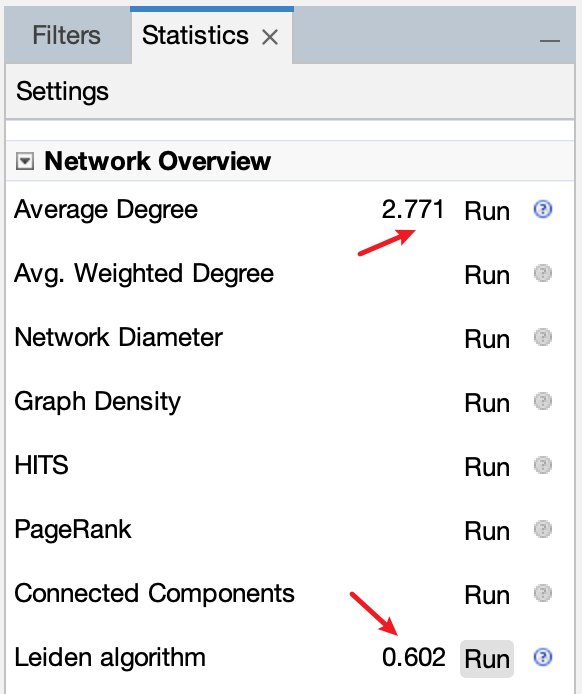 Filters Statistics
Settings
Network Overview
Average Degree 2.771 Run
Avg. Weighted Degree Run
Network Diameter Run
Graph Density Run
HITS Run
PageRank Run
Connected Components Run
Leiden algorithm 0.602 Run